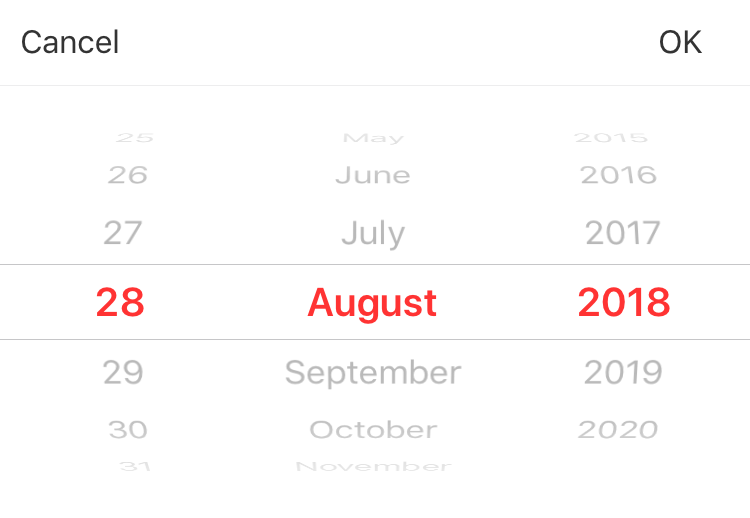 Cancel OK
25 May 2015
26 June 2016
27 July 2017
28 August 2018
29 September 2019
30 October 2020
31 November